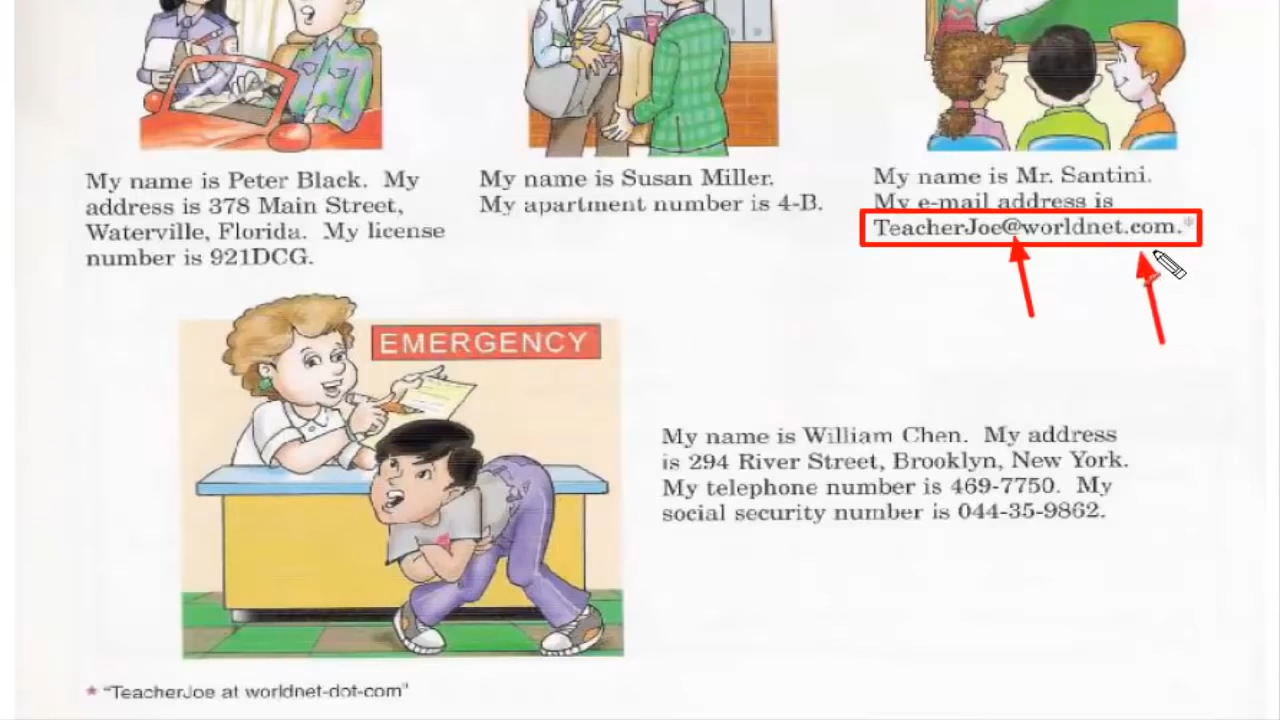 My name is Peter Black. My
address is 378 Main Street,
Waterville, Florida. My license
number is 921DCG.
My name is Susan Miller.
My apartment number is 4-B.
My name is Mr. Santini.
My e-mail address is
TeacherJoe@worldnet.com.*
EMERGENCY
My name is William Chen. My address
is 294 River Street, Brooklyn, New York.
My telephone number is 469-7750. My
social security number is 044-35-9862.
* "TeacherJoe at worldnet-dot-com"